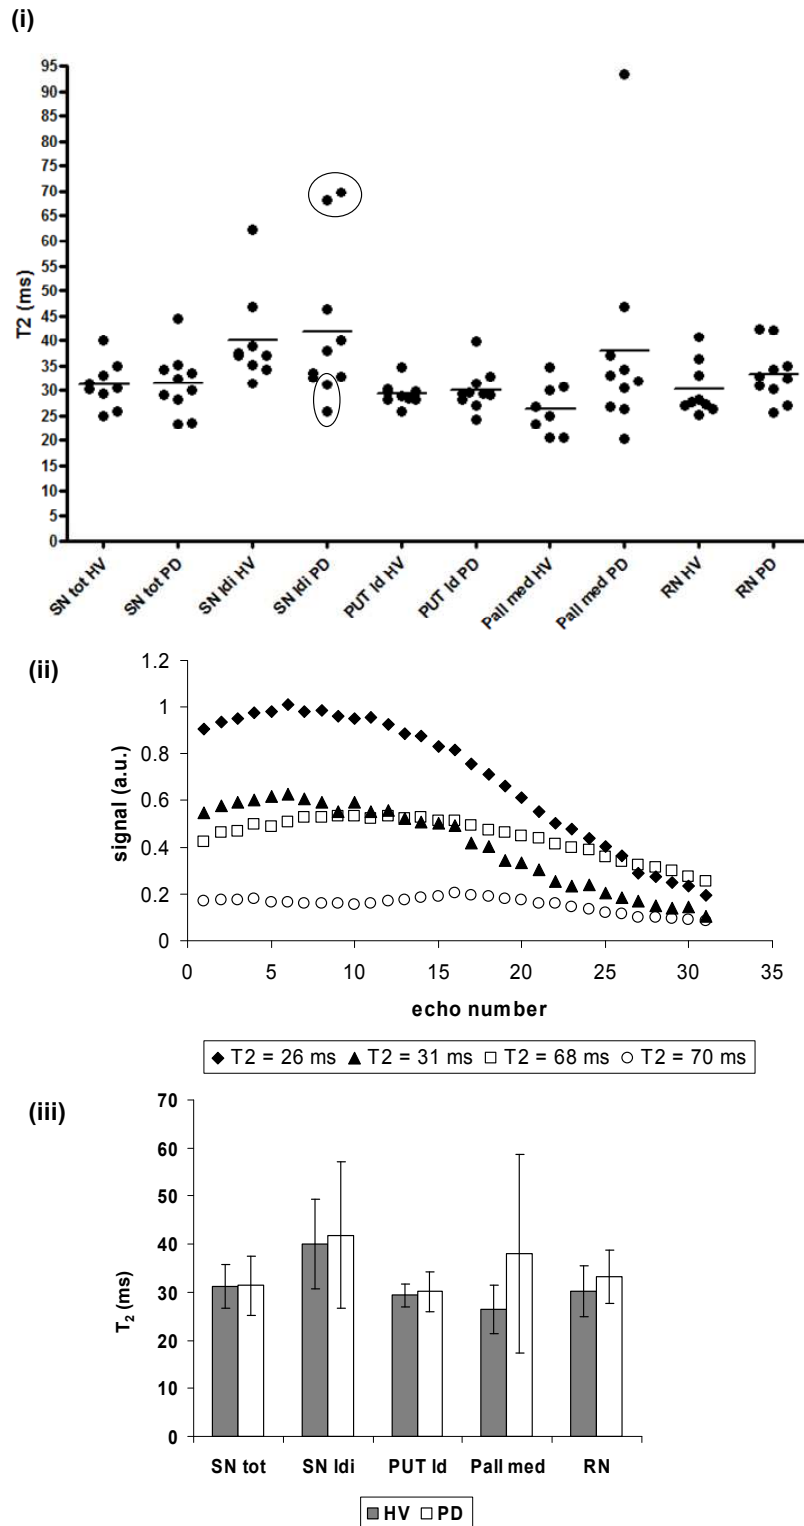 (i)
95
90
85
80
75
70
65
60
55
50
45
40
35
30
25
20
15
10
5
0
T2 (ms)
SN tot HV
SN tot PD
SN ldi HV
SN ldi PD
PUT ld HV
PUT ld PD
Pall med HV
Pall med PD
RN HV
RN PD
(ii)
1.2
1
0.8
0.6
0.4
0.2
0
signal (a.u.)
0 5 10 15 20 25 30 35
echo number
T2 = 26 ms T2 = 31 ms T2 = 68 ms T2 = 70 ms
(iii)
70
60
50
40
30
20
10
0
T2 (ms)
SN tot SN ldi PUT ld Pall med RN
HV PD